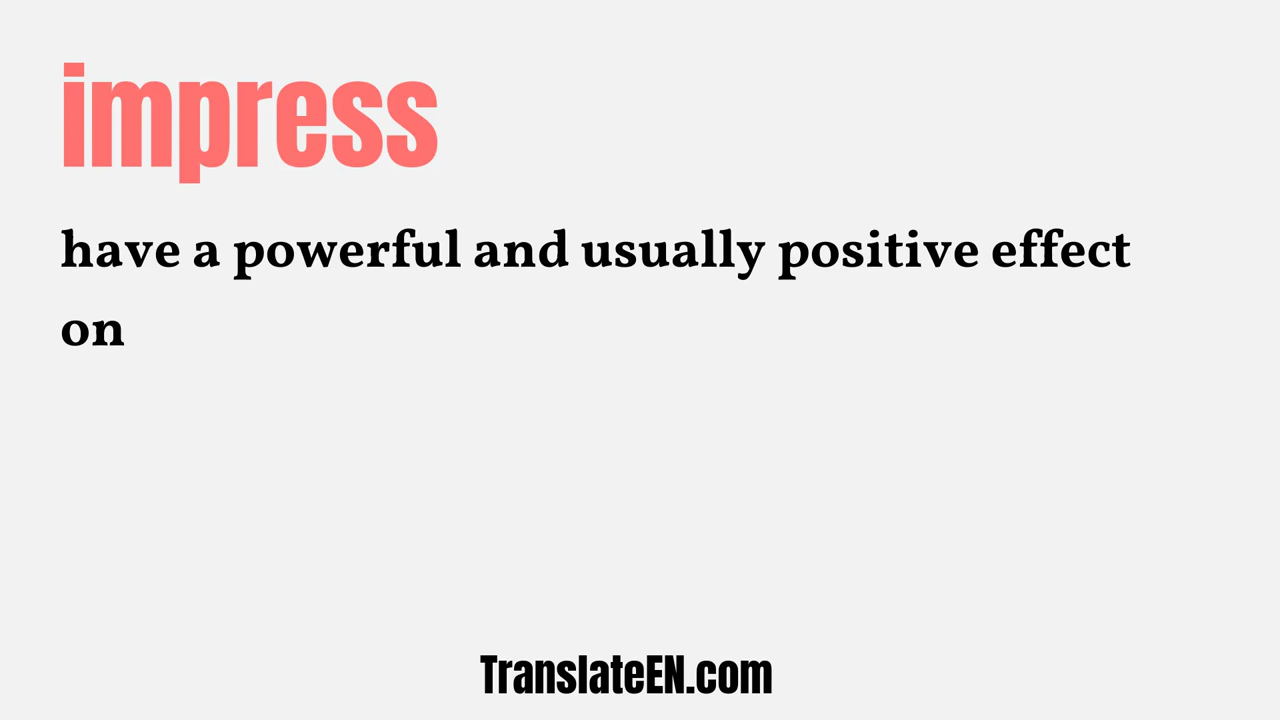 impress
have a powerful and usually positive effect
on
TranslateEN.com